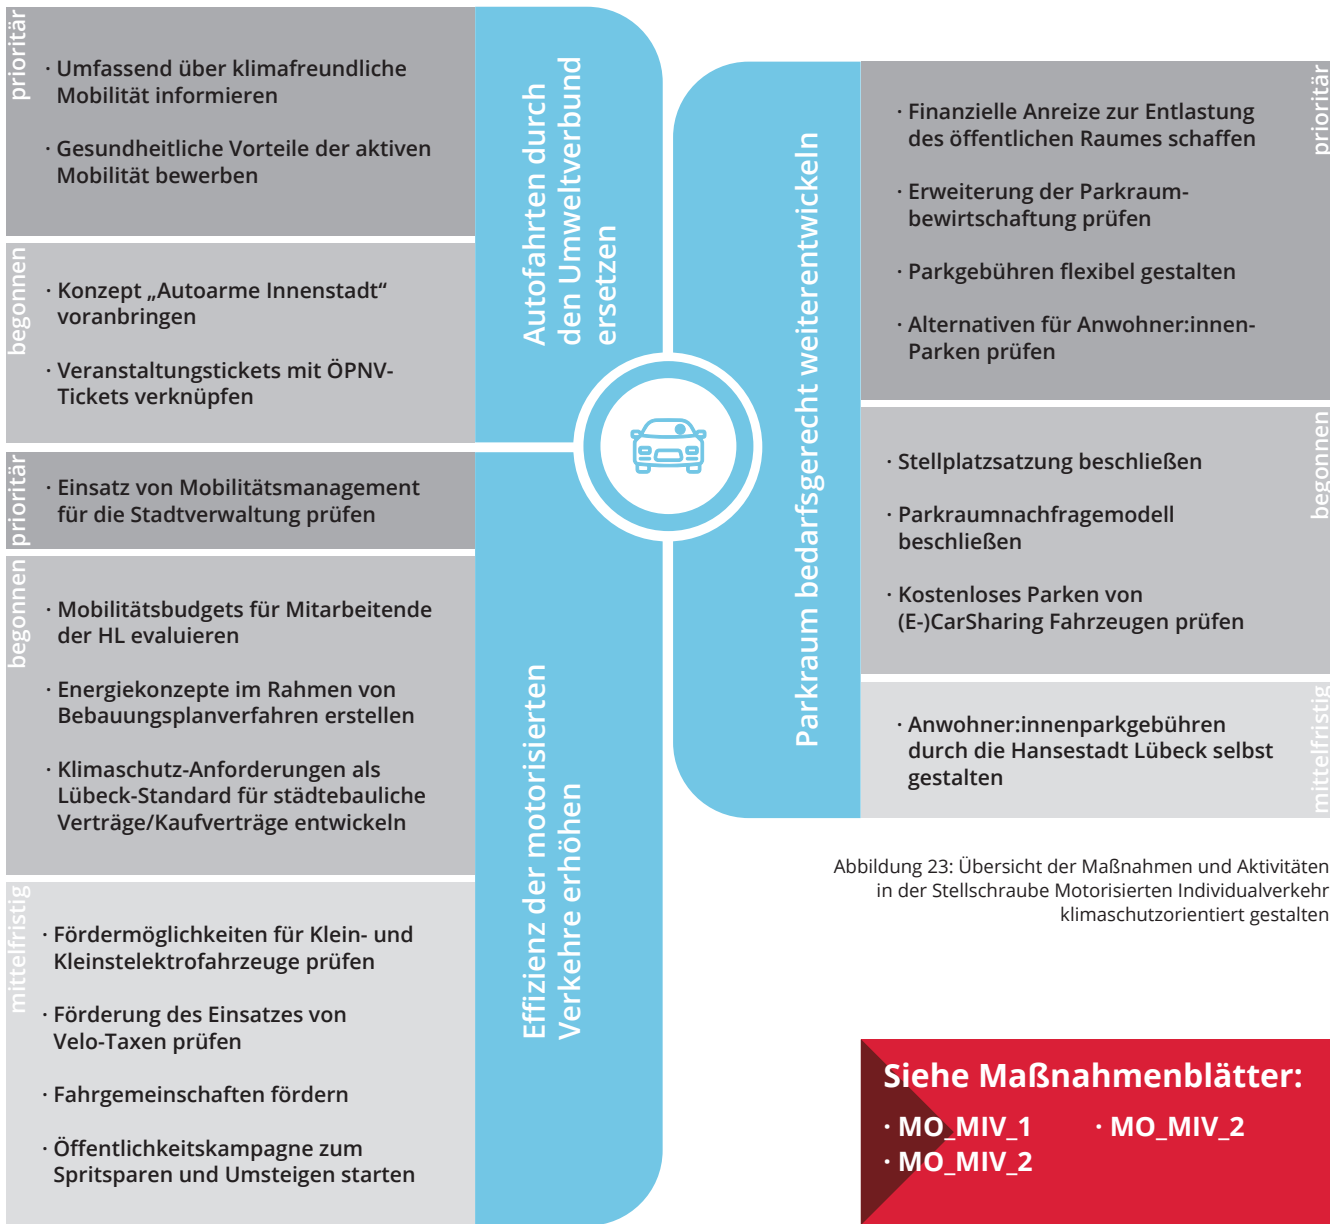 prioritär
· Umfassend über klimafreundliche
Mobilität informieren
· Gesundheitliche Vorteile der aktiven
Mobilität bewerben
begonnen
· Konzept „Autoarme Innenstadt“
voranbringen
· Veranstaltungstickets mit ÖPNV-
Tickets verknüpfen
Autofahrten durch
den Umweltverbund
ersetzen
prioritär
· Einsatz von Mobilitätsmanagement
für die Stadtverwaltung prüfen
begonnen
· Mobilitätsbudgets für Mitarbeitende
der HL evaluieren
· Energiekonzepte im Rahmen von
Bebauungsplanverfahren erstellen
· Klimaschutz-Anforderungen als
Lübeck-Standard für städtebauliche
Verträge/Kaufverträge entwickeln
mittelfristig
· Fördermöglichkeiten für Klein- und
Kleinstelektrofahrzeuge prüfen
· Förderung des Einsatzes von
Velo-Taxen prüfen
· Fahrgemeinschaften fördern
· Öffentlichkeitskampagne zum
Spritsparen und Umsteigen starten
Effizienz der motorisierten
Verkehre erhöhen
Parkraum bedarfsgerecht weiterentwickeln
prioritär
· Finanzielle Anreize zur Entlastung
des öffentlichen Raumes schaffen
· Erweiterung der Parkraum-
bewirtschaftung prüfen
· Parkgebühren flexibel gestalten
· Alternativen für Anwohner:innen-
Parken prüfen
begonnen
· Stellplatzsatzung beschließen
· Parkraumnachfragemodell
beschließen
· Kostenloses Parken von
(E-)CarSharing Fahrzeugen prüfen
mittelfristig
· Anwohner:innenparkgebühren
durch die Hansestadt Lübeck selbst
gestalten
Abbildung 23: Übersicht der Maßnahmen und Aktivitäten
in der Stellschraube Motorisierten Individualverkehr
klimaschutzorientiert gestalten
Siehe Maßnahmenblätter:
· MO_MIV_1 · MO_MIV_2
· MO_MIV_2